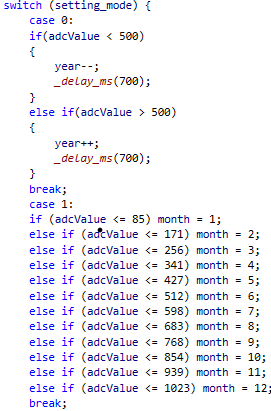 switch (setting_mode) {
case 0:
if(adcValue < 500)
{
year--;
_delay_ms(700);
}
else if(adcValue > 500)
{
year++;
_delay_ms(700);
}
break;
case 1:
if (adcValue <= 85) month = 1;
else if (adcValue <= 171) month = 2;
else if (adcValue <= 256) month = 3;
else if (adcValue <= 341) month = 4;
else if (adcValue <= 427) month = 5;
else if (adcValue <= 512) month = 6;
else if (adcValue <= 598) month = 7;
else if (adcValue <= 683) month = 8;
else if (adcValue <= 768) month = 9;
else if (adcValue <= 854) month = 10;
else if (adcValue <= 939) month = 11;
else if (adcValue <= 1023) month = 12;
break;